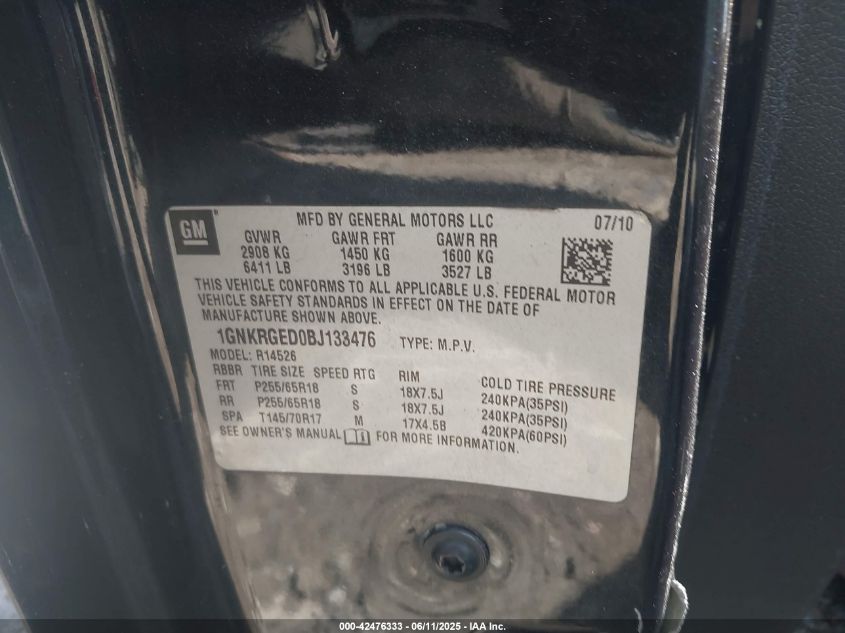 GM
MFD BY GENERAL MOTORS LLC 07/10
GVWR GAWR FRT GAWR RR
2908 KG 1450 KG 1600 KG
6411 LB 3196 LB 3527 LB
THIS VEHICLE CONFORMS TO ALL APPLICABLE U.S. FEDERAL MOTOR
VEHICLE SAFETY STANDARDS IN EFFECT ON THE DATE OF
MANUFACTURE SHOWN ABOVE.
1GNKRGED0BJ133476 TYPE: M.P.V.
MODEL: R14526
RBBR TIRE SIZE SPEED RTG RIM COLD TIRE PRESSURE
FRT P255/65R18 S 18X7.5J 240KPA(35PSI)
RR P255/65R18 S 18X7.5J 240KPA(35PSI)
SPA T145/70R17 M 17X4.5B 420KPA(60PSI)
SEE OWNER'S MANUAL FOR MORE INFORMATION.
000-42476333 - 06/11/2025 - IAA Inc.